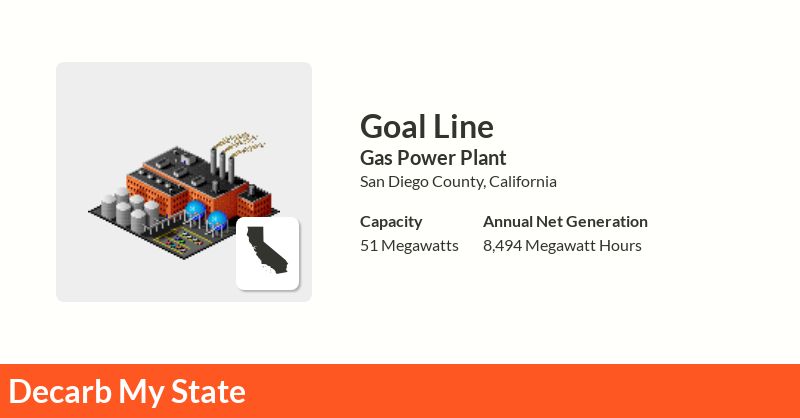 Goal Line
Gas Power Plant
San Diego County, California
Capacity
51 Megawatts
Annual Net Generation
8,494 Megawatt Hours
Decarb My State